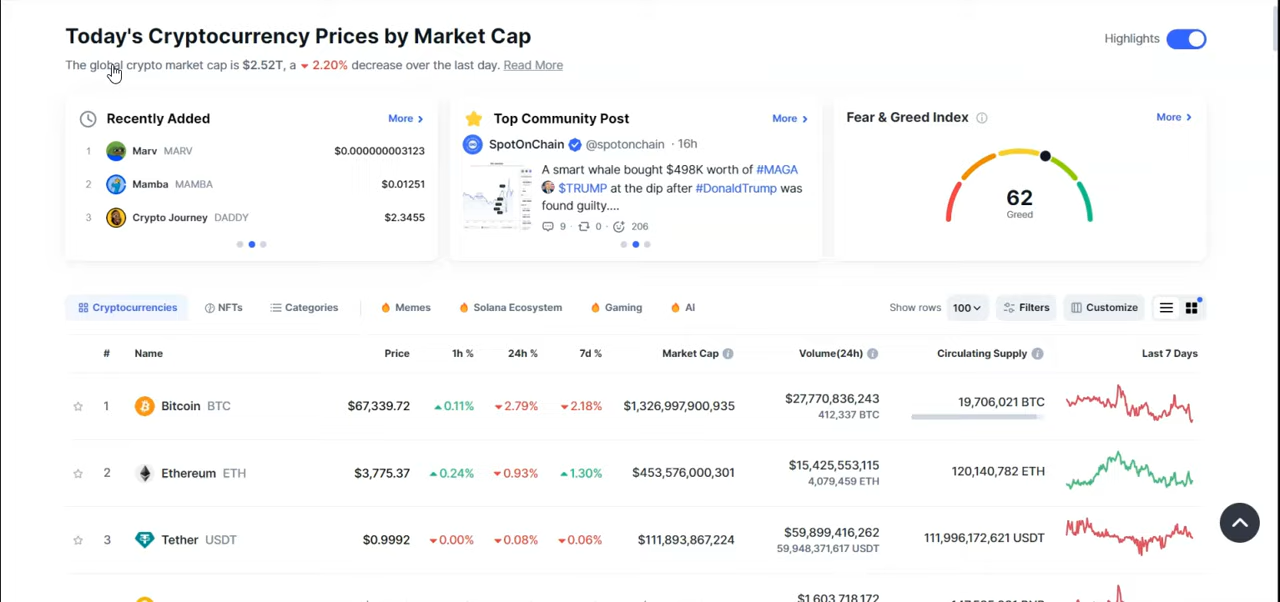 Today's Cryptocurrency Prices by Market Cap
Highlights
The global crypto market cap is $2.52T, a 2.20% decrease over the last day. Read More
Recently Added
More >
1 Marv MARV $0.000000003123
2 Mamba MAMBA $0.01251
3 Crypto Journey DADDY $2.3455
Top Community Post
More >
SpotOnChain @spotonchain · 16h
A smart whale bought $498K worth of #MAGA
$TRUMP at the dip after #DonaldTrump was
found guilty....
9 0 206
Fear & Greed Index
More >
62
Greed
Cryptocurrencies NFTs Categories Memes Solana Ecosystem Gaming AI Show rows 100 Filters Customize
# Name Price 1h % 24h % 7d % Market Cap Volume(24h) Circulating Supply Last 7 Days
1 Bitcoin BTC $67,339.72 0.11% 2.79% 2.18% $1,326,997,900,935 $27,770,836,243 19,706,021 BTC
412,337 BTC
2 Ethereum ETH $3,775.37 0.24% 0.93% 1.30% $453,576,000,301 $15,425,553,115 120,140,782 ETH
4,079,459 ETH
3 Tether USDT $0.9992 0.00% 0.08% 0.06% $111,893,867,224 $59,899,416,262 111,996,172,621 USDT
59,948,371,617 USDT
$1,603,718,172